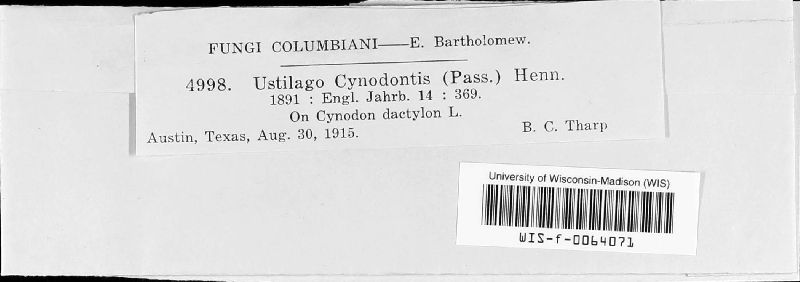 FUNGI COLUMBIANI—E. Bartholomew.
4998. Ustilago Cynodontis (Pass.) Henn.
1891 : Engl. Jahrb. 14 : 369.
On Cynodon dactylon L.
Austin, Texas, Aug. 30, 1915. B. C. Tharp
University of Wisconsin-Madison (WIS)
WIS-f-0064071